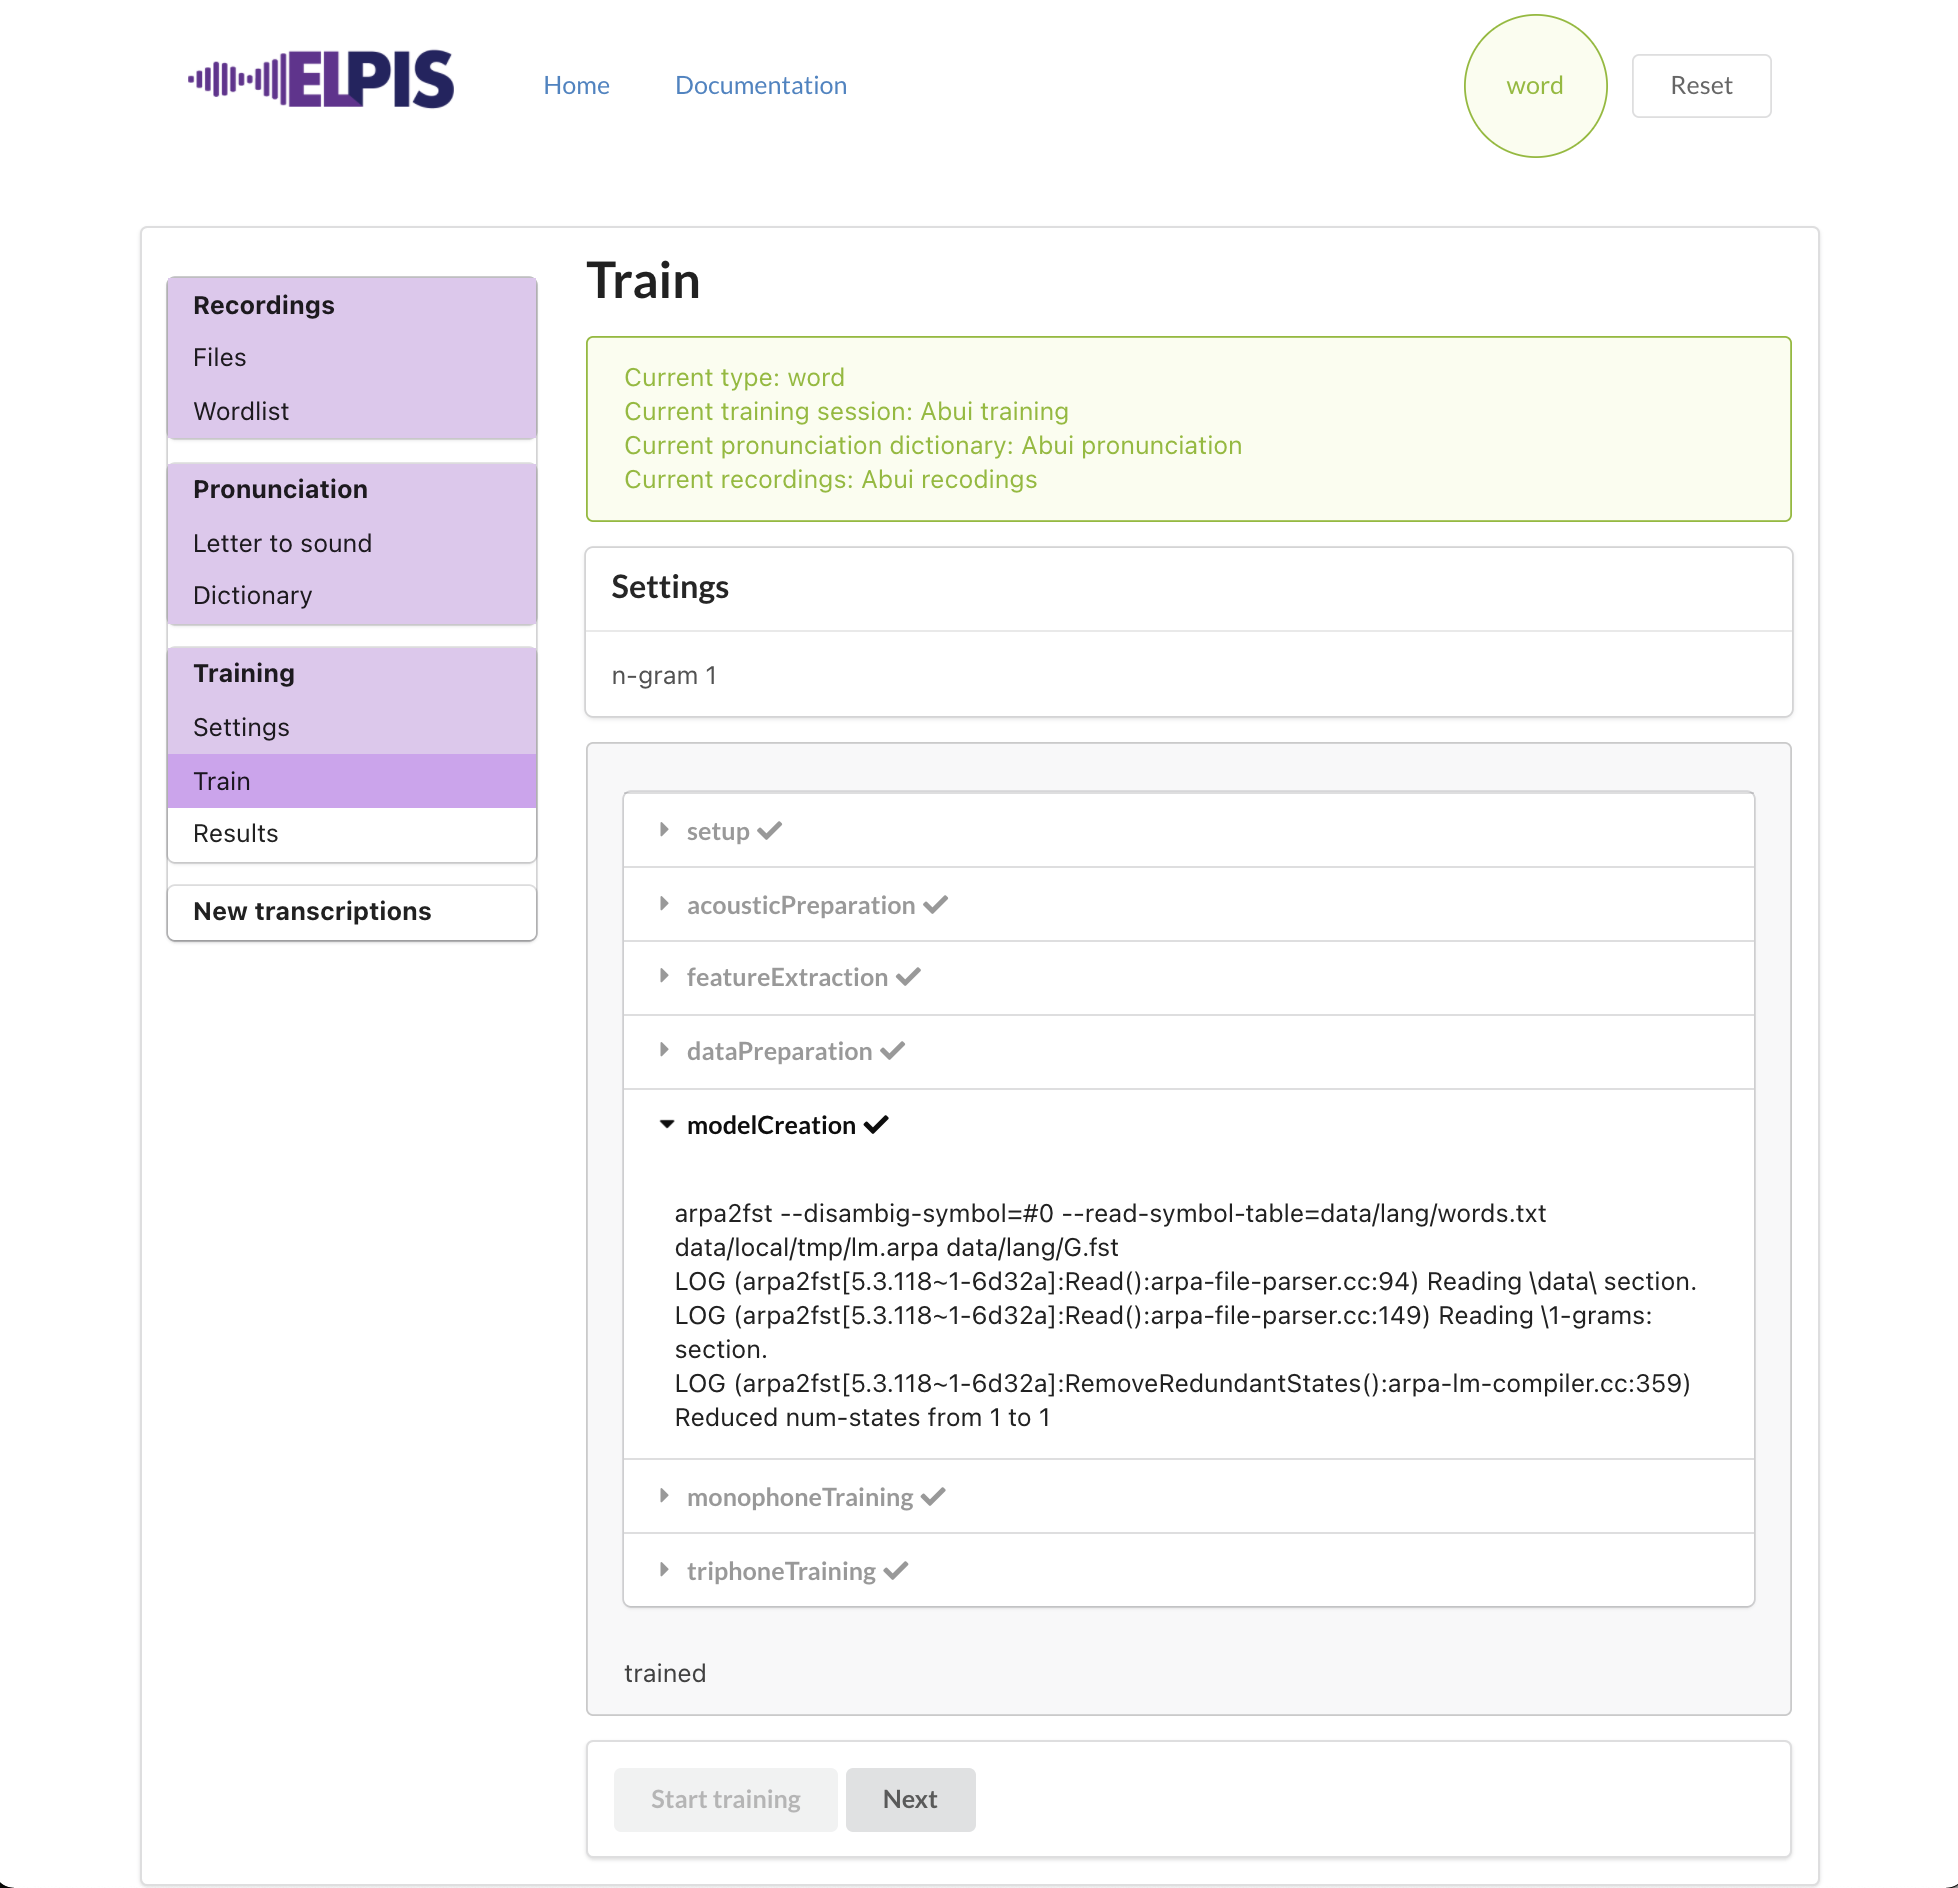 ELPIS
Home
Documentation
word
Reset
Recordings
Files
Wordlist
Pronunciation
Letter to sound
Dictionary
Training
Settings
Train
Results
New transcriptions
Train
Current type: word
Current training session: Abui training
Current pronunciation dictionary: Abui pronunciation
Current recordings: Abui recodings
Settings
n-gram 1
setup
acousticPreparation
featureExtraction
dataPreparation
modelCreation
arpa2fst --disambig-symbol=#0 --read-symbol-table=data/lang/words.txt
data/local/tmp/lm.arpa data/lang/G.fst
LOG (arpa2fst[5.3.118~1-6d32a]:Read():arpa-file-parser.cc:94) Reading \data\ section.
LOG (arpa2fst[5.3.118~1-6d32a]:Read():arpa-file-parser.cc:149) Reading \1-grams:
section.
LOG (arpa2fst[5.3.118~1-6d32a]:RemoveRedundantStates():arpa-lm-compiler.cc:359)
Reduced num-states from 1 to 1
monophoneTraining
triphoneTraining
trained
Start training
Next